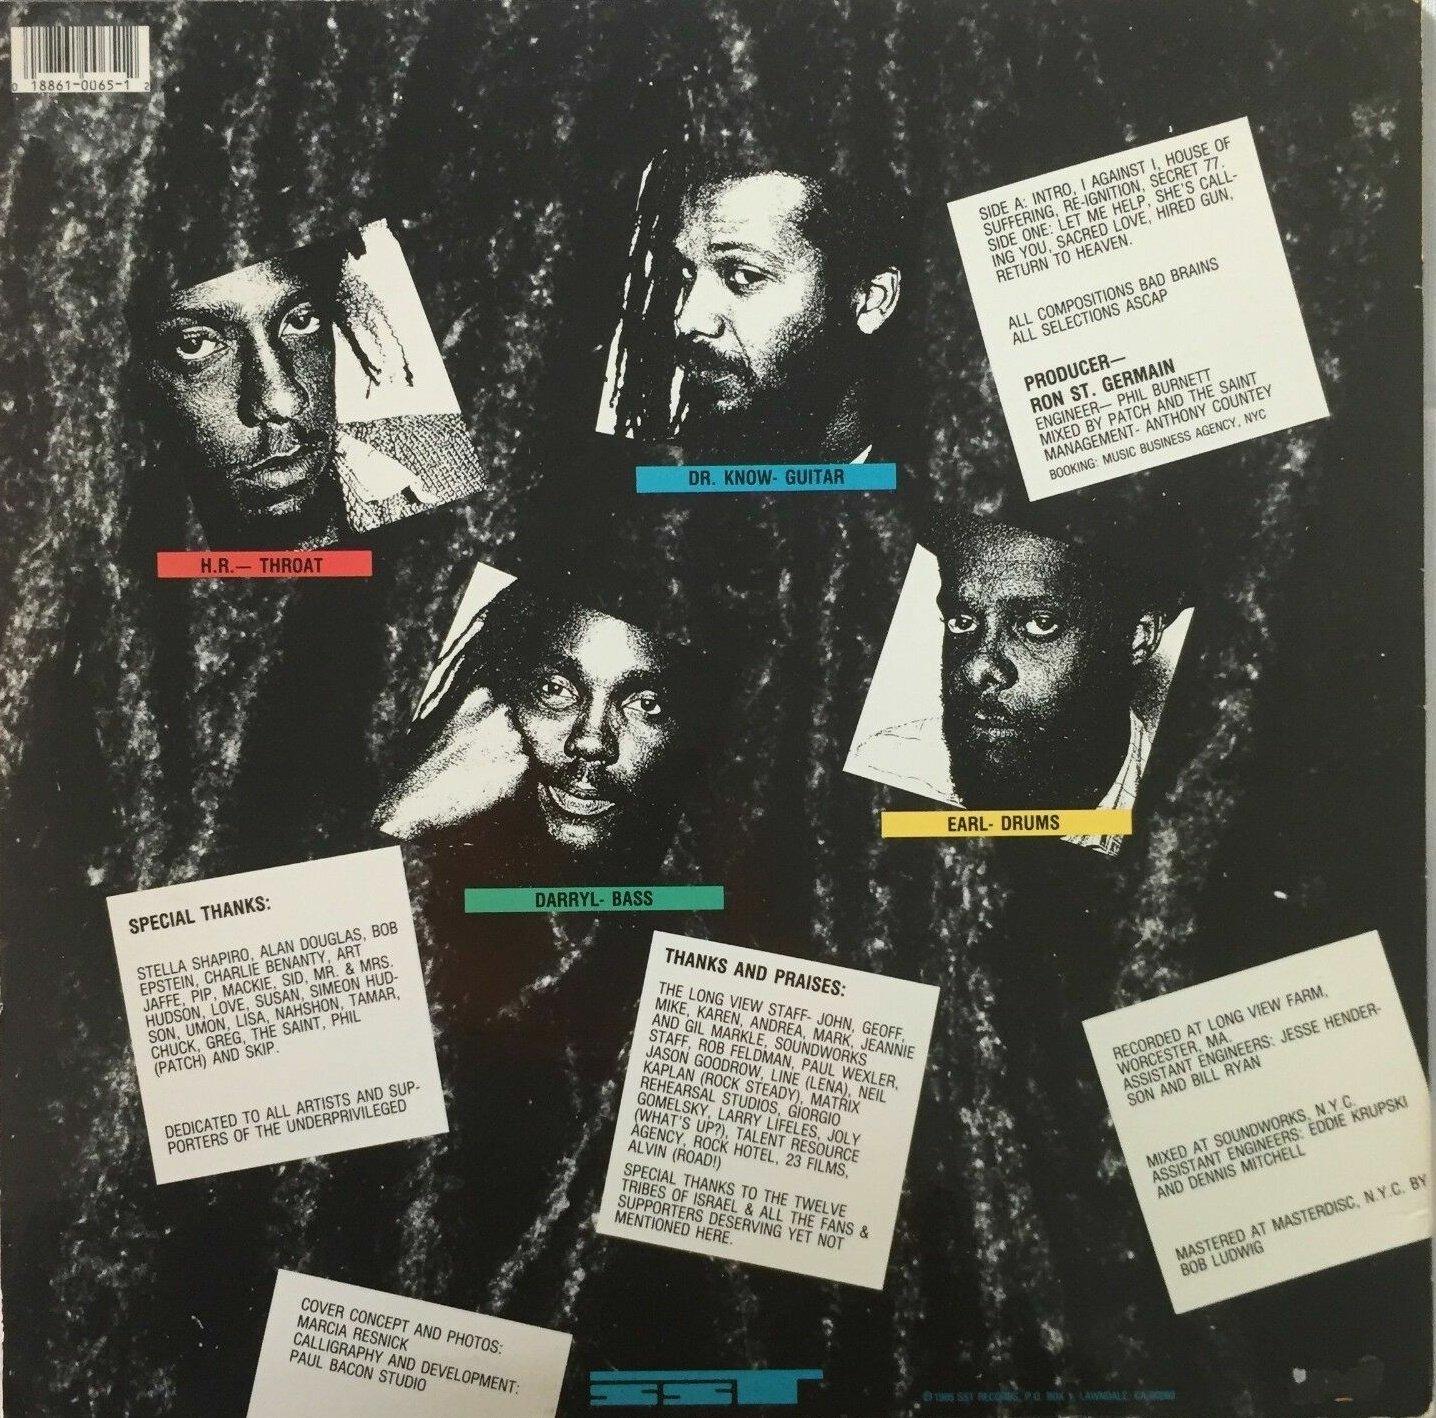 0 18861-0065-1 2
SIDE A: INTRO, I AGAINST I, HOUSE OF
SUFFERING, RE-IGNITION, SECRET 77.
SIDE ONE: LET ME HELP, SHE'S CALL-
ING YOU, SACRED LOVE, HIRED GUN,
RETURN TO HEAVEN.
ALL COMPOSITIONS BAD BRAINS
ALL SELECTIONS ASCAP
PRODUCER—
RON ST. GERMAIN
ENGINEER— PHIL BURNETT
MIXED BY PATCH AND THE SAINT
MANAGEMENT- ANTHONY COUNTEY
BOOKING: MUSIC BUSINESS AGENCY, NYC
DR. KNOW- GUITAR
H.R.— THROAT
EARL- DRUMS
DARRYL- BASS
SPECIAL THANKS:
STELLA SHAPIRO, ALAN DOUGLAS, BOB
EPSTEIN, CHARLIE BENANTY, ART
JAFFE, PIP, MACKIE, SID, MR. & MRS.
HUDSON, LOVE, SUSAN, SIMEON HUD-
SON, UMON, LISA, NAHSHON, TAMAR,
CHUCK, GREG, THE SAINT, PHIL
(PATCH) AND SKIP.
DEDICATED TO ALL ARTISTS AND SUP-
PORTERS OF THE UNDERPRIVILEGED
THANKS AND PRAISES:
THE LONG VIEW STAFF- JOHN, GEOFF,
MIKE, KAREN, ANDREA, MARK, JEANNIE
AND GIL MARKLE, SOUNDWORKS
STAFF, ROB FELDMAN, PAUL WEXLER,
JASON GOODROW, LINE (LENA), NEIL
KAPLAN (ROCK STEADY), MATRIX
REHEARSAL STUDIOS, GIORGIO
GOMELSKY, LARRY LIFELES, JOLY
(WHAT'S UP?), TALENT RESOURCE
AGENCY, ROCK HOTEL, 23 FILMS,
ALVIN (ROAD!)
SPECIAL THANKS TO THE TWELVE
TRIBES OF ISRAEL & ALL THE FANS &
SUPPORTERS DESERVING YET NOT
MENTIONED HERE.
RECORDED AT LONG VIEW FARM,
WORCESTER, MA.
ASSISTANT ENGINEERS: JESSE HENDER-
SON AND BILL RYAN
MIXED AT SOUNDWORKS, N.Y.C.
ASSISTANT ENGINEERS: EDDIE KRUPSKI
AND DENNIS MITCHELL
MASTERED AT MASTERDISC, N.Y.C. BY
BOB LUDWIG
COVER CONCEPT AND PHOTOS:
MARCIA RESNICK
CALLIGRAPHY AND DEVELOPMENT:
PAUL BACON STUDIO
SST
©1986 SST RECORDS, P.O. BOX 1, LAWNDALE, CA 90260